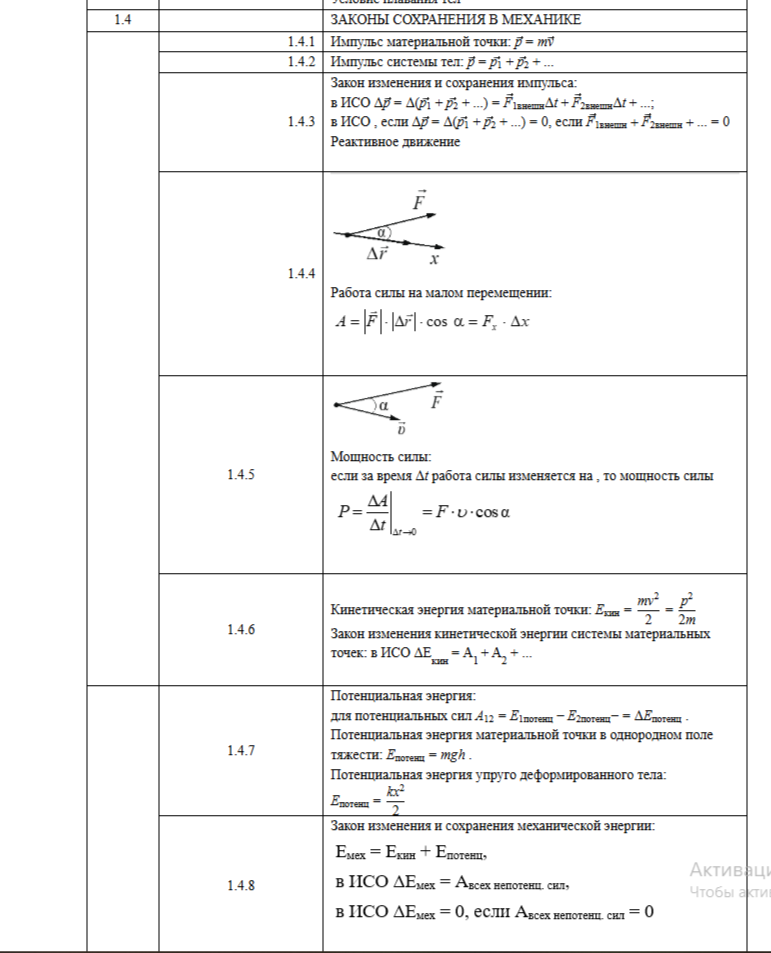 Условие плавания тел
1.4 ЗАКОНЫ СОХРАНЕНИЯ В МЕХАНИКЕ
1.4.1 Импульс материальной точки: p⃗ = mv⃗
1.4.2 Импульс системы тел: p⃗ = p⃗₁ + p⃗₂ + ...
Закон изменения и сохранения импульса:
в ИСО Δp⃗ = Δ(p⃗₁ + p⃗₂ + ...) = F⃗₁внешнΔt + F⃗₂внешнΔt + ...;
1.4.3 в ИСО , если Δp⃗ = Δ(p⃗₁ + p⃗₂ + ...) = 0, если F⃗₁внешн + F⃗₂внешн + ... = 0
Реактивное движение
F⃗
α
Δr⃗ x
1.4.4
Работа силы на малом перемещении:
A = |F⃗| · |Δr⃗| · cos α = Fₓ · Δx
α F⃗
υ⃗
Мощность силы:
1.4.5 если за время Δt работа силы изменяется на , то мощность силы
P = ΔA/Δt |Δt→0 = F · υ · cos α
Кинетическая энергия материальной точки: Eкин = mv²/2 = p²/2m
1.4.6 Закон изменения кинетической энергии системы материальных
точек: в ИСО ΔEкин = A₁ + A₂ + ...
Потенциальная энергия:
для потенциальных сил A₁₂ = E₁потенц − E₂потенц− = ΔEпотенц .
1.4.7 Потенциальная энергия материальной точки в однородном поле
тяжести: Eпотенц = mgh .
Потенциальная энергия упруго деформированного тела:
Eпотенц = kx²/2
Закон изменения и сохранения механической энергии:
Eмех = Eкин + Eпотенц,
1.4.8 в ИСО ΔEмех = Aвсех непотенц. сил,
в ИСО ΔEмех = 0, если Aвсех непотенц. сил = 0
Активаци
Чтобы акти